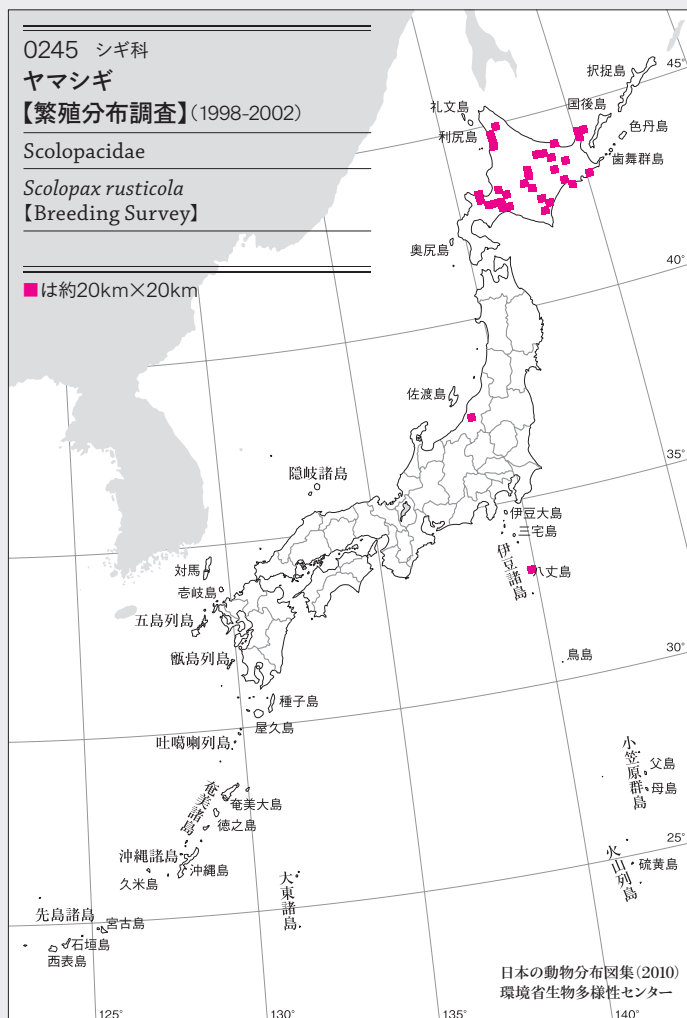 0245 シギ科
ヤマシギ
【繁殖分布調査】(1998-2002)
Scolopacidae
Scolopax rusticola
【Breeding Survey】
■は約20km×20km
45°
択捉島
礼文島
国後島
色丹島
利尻島
歯舞群島
奥尻島
40°
佐渡島
35°
隠岐諸島
伊豆大島
三宅島
伊豆諸島
対馬
八丈島
壱岐島
五島列島
30°
鳥島
甑島列島
種子島
屋久島
吐噶喇列島
小笠原群島
父島
母島
奄美諸島
奄美大島
徳之島
25°
沖縄諸島
沖縄島
久米島
火山列島
硫黄島
大東諸島
先島諸島
宮古島
石垣島
西表島
日本の動物分布図集(2010)
環境省生物多様性センター
125°
130°
135°
140°